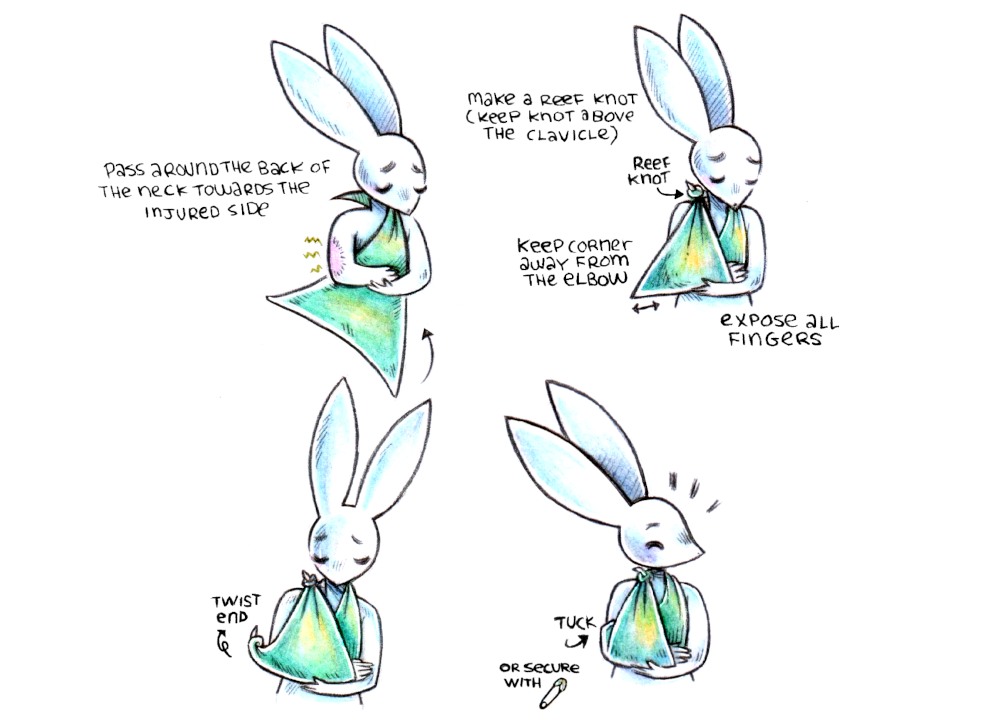 Pass around the back of
the neck towards the
injured side
make a reef knot
(keep knot above
the clavicle)
Reef
knot
keep corner
away from
the elbow
expose all
fingers
Twist
end
Tuck
or secure
with